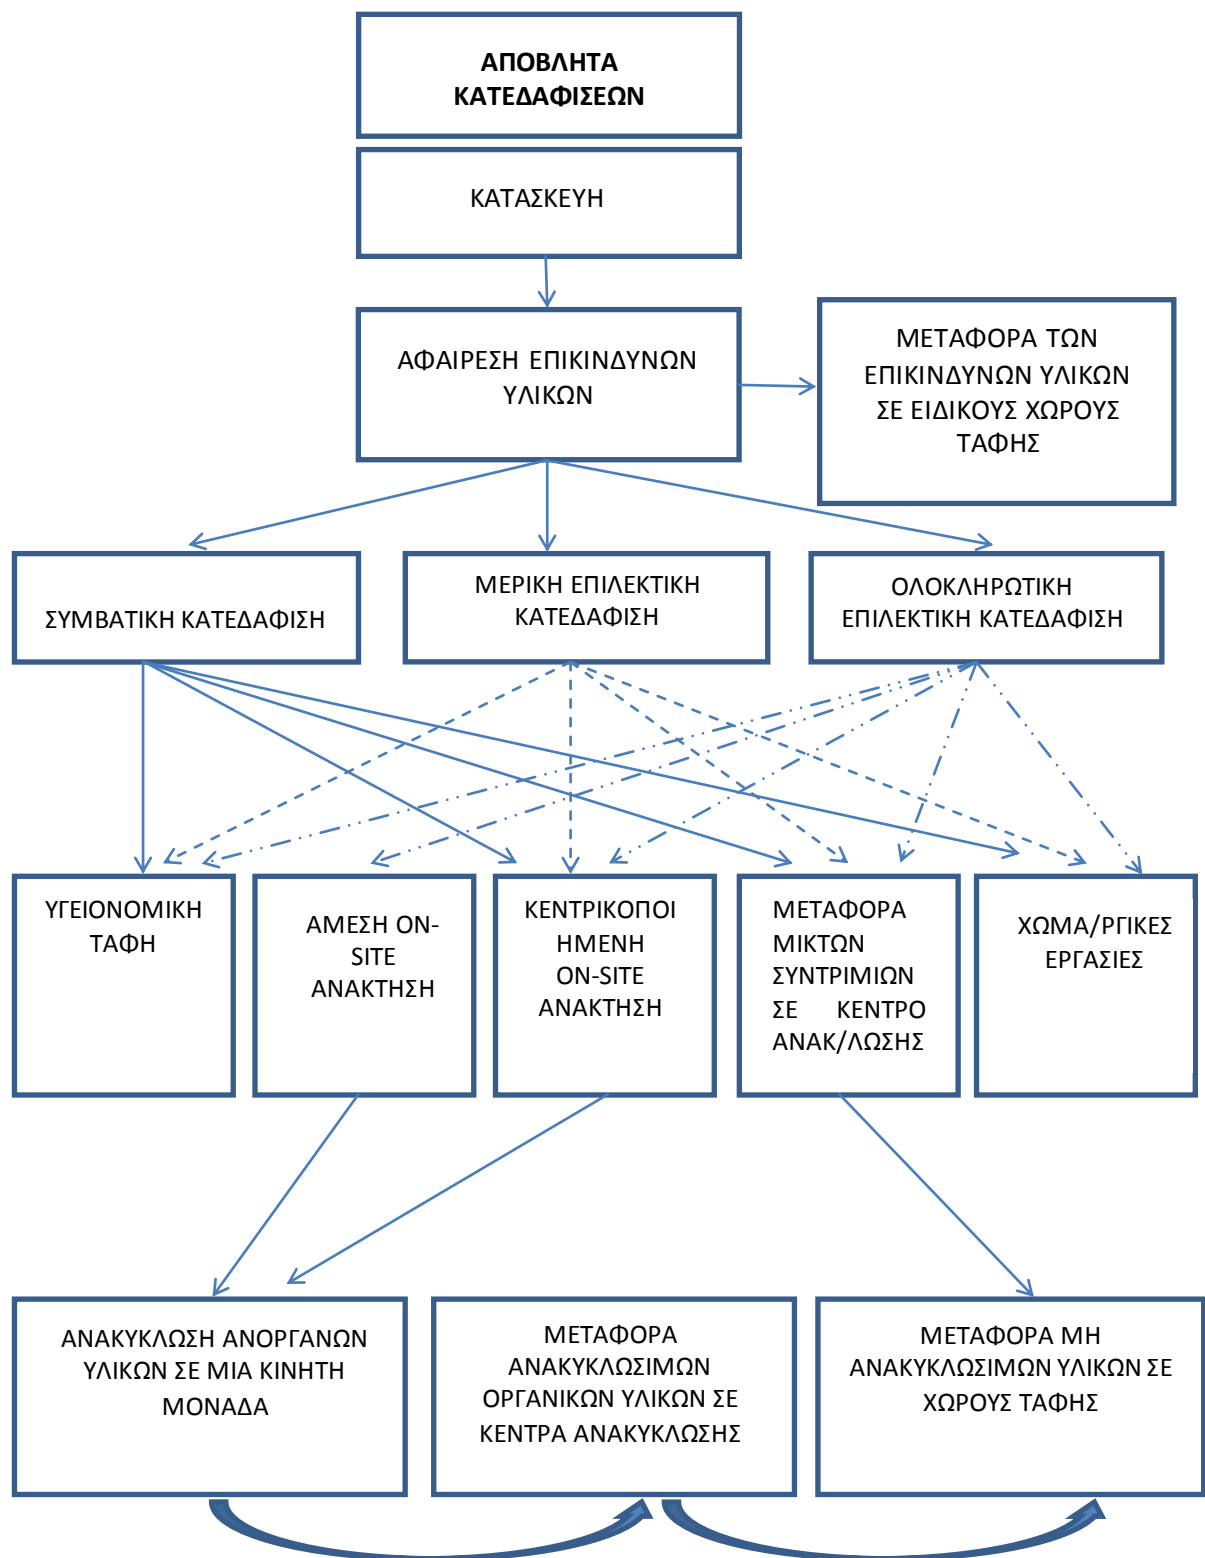 ΑΠΟΒΛΗΤΑ
ΚΑΤΕΔΑΦΙΣΕΩΝ
ΚΑΤΑΣΚΕΥΗ
ΑΦΑΙΡΕΣΗ ΕΠΙΚΙΝΔΥΝΩΝ
ΥΛΙΚΩΝ
ΜΕΤΑΦΟΡΑ ΤΩΝ
ΕΠΙΚΙΝΔΥΝΩΝ ΥΛΙΚΩΝ
ΣΕ ΕΙΔΙΚΟΥΣ ΧΩΡΟΥΣ
ΤΑΦΗΣ
ΣΥΜΒΑΤΙΚΗ ΚΑΤΕΔΑΦΙΣΗ
ΜΕΡΙΚΗ ΕΠΙΛΕΚΤΙΚΗ
ΚΑΤΕΔΑΦΙΣΗ
ΟΛΟΚΛΗΡΩΤΙΚΗ
ΕΠΙΛΕΚΤΙΚΗ ΚΑΤΕΔΑΦΙΣΗ
ΥΓΕΙΟΝΟΜΙΚΗ
ΤΑΦΗ
ΑΜΕΣΗ ON-
SITE
ΑΝΑΚΤΗΣΗ
ΚΕΝΤΡΙΚΟΠΟΙ
ΗΜΕΝΗ
ON-SITE
ΑΝΑΚΤΗΣΗ
ΜΕΤΑΦΟΡΑ
ΜΙΚΤΩΝ
ΣΥΝΤΡΙΜΙΩΝ
ΣΕ ΚΕΝΤΡΟ
ΑΝΑΚ/ΛΩΣΗΣ
ΧΩΜΑ/ΡΓΙΚΕΣ
ΕΡΓΑΣΙΕΣ
ΑΝΑΚΥΚΛΩΣΗ ΑΝΟΡΓΑΝΩΝ
ΥΛΙΚΩΝ ΣΕ ΜΙΑ ΚΙΝΗΤΗ
ΜΟΝΑΔΑ
ΜΕΤΑΦΟΡΑ
ΑΝΑΚΥΚΛΩΣΙΜΩΝ
ΟΡΓΑΝΙΚΩΝ ΥΛΙΚΩΝ ΣΕ
ΚΕΝΤΡΑ ΑΝΑΚΥΚΛΩΣΗΣ
ΜΕΤΑΦΟΡΑ ΜΗ
ΑΝΑΚΥΚΛΩΣΙΜΩΝ ΥΛΙΚΩΝ ΣΕ
ΧΩΡΟΥΣ ΤΑΦΗΣ